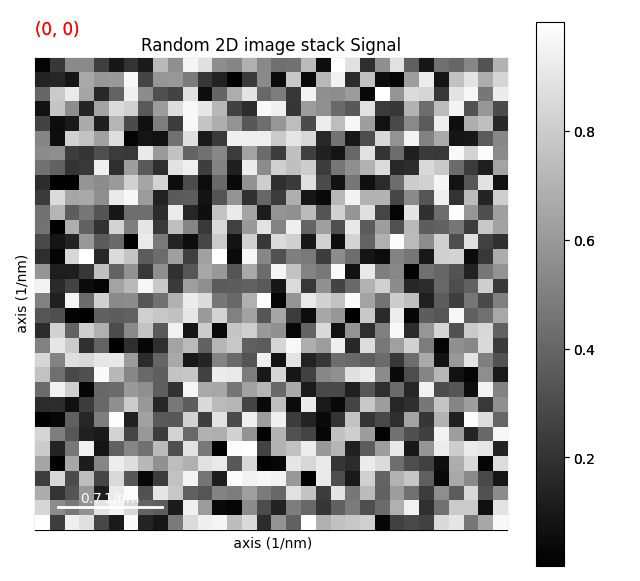 (0, 0)
Random 2D image stack Signal
0.8
0.6
0.4
0.2
axis (1/nm)
0.7 1/nm
axis (1/nm)